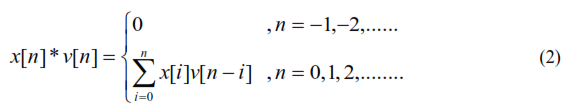 x[n]*v[n] = { 0 , n = −1,−2,......
∑_{i=0}^{n} x[i]v[n−i] , n = 0,1,2,........ (2)